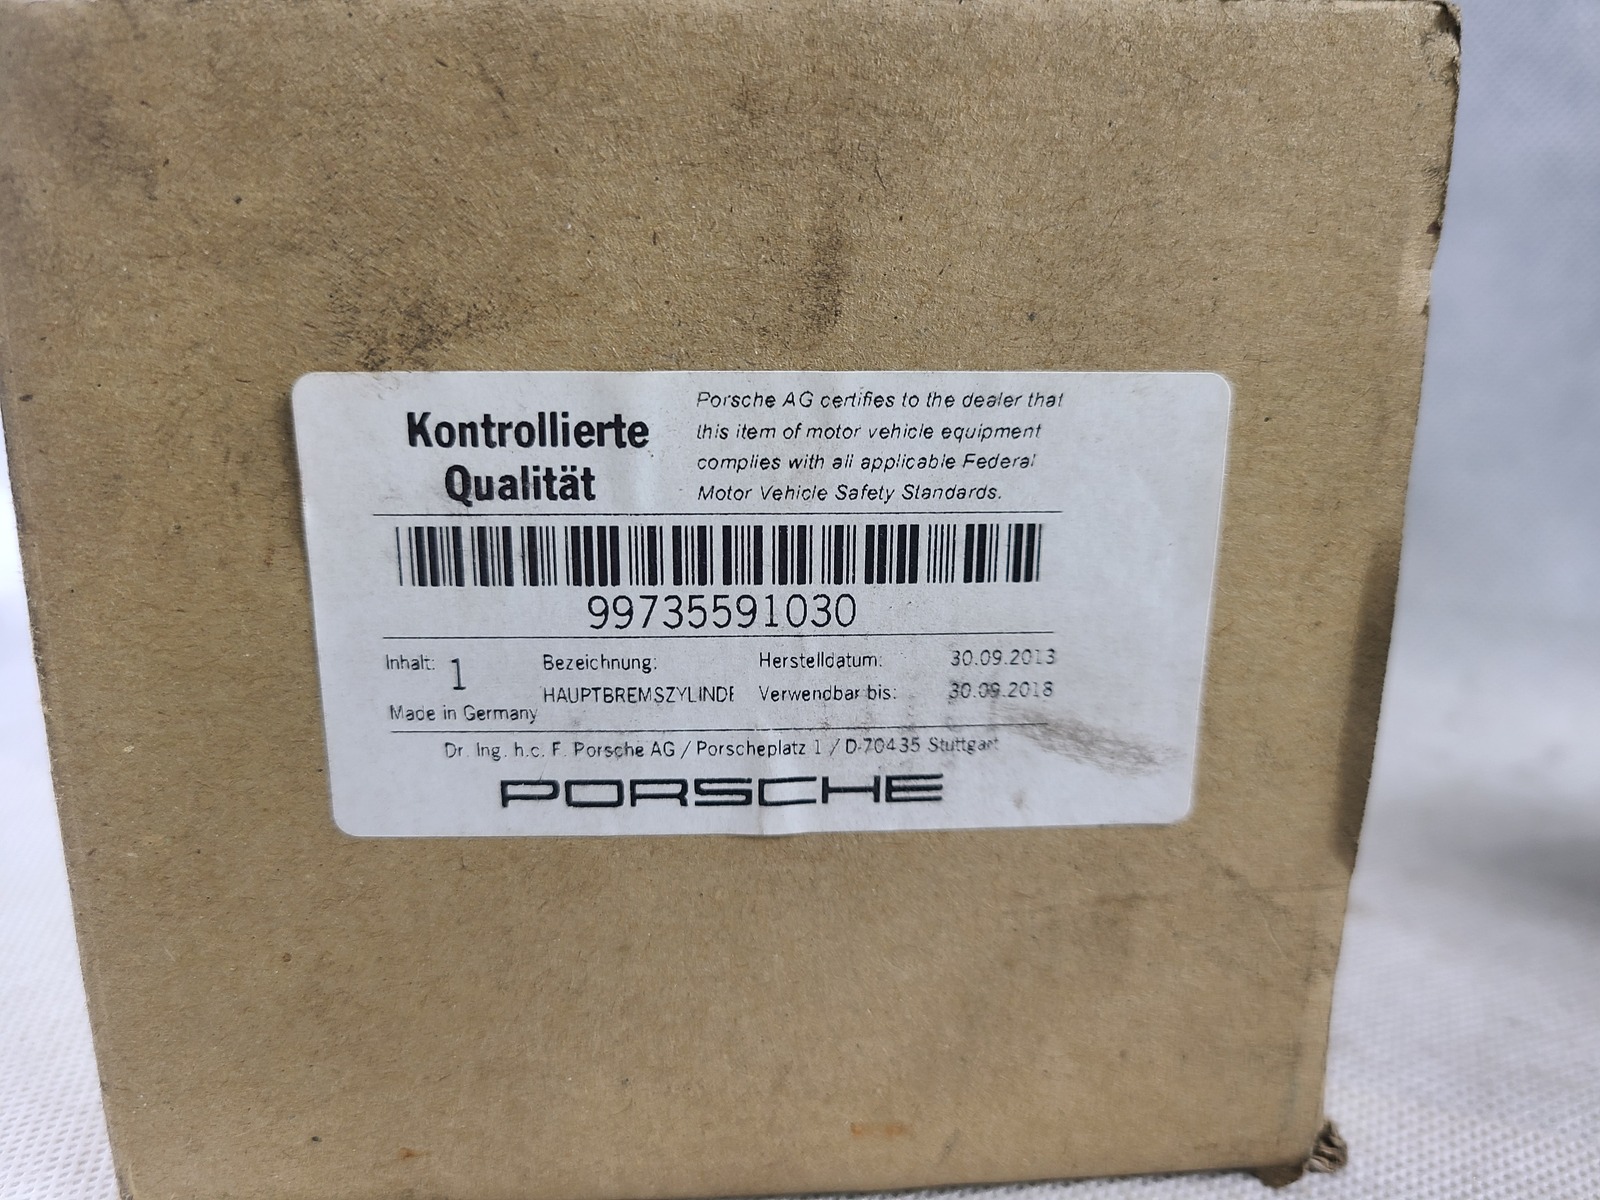 Kontrollierte
Qualität
Porsche AG certifies to the dealer that
this item of motor vehicle equipment
complies with all applicable Federal
Motor Vehicle Safety Standards.
99735591030
Inhalt: 1
Made in Germany
Bezeichnung:
HAUPTBREMSZYLINDE
Herstelldatum: 30.09.2013
Verwendbar bis: 30.09.2018
Dr. Ing. h.c. F. Porsche AG / Porscheplatz 1 / D-70435 Stuttgart
PORSCHE